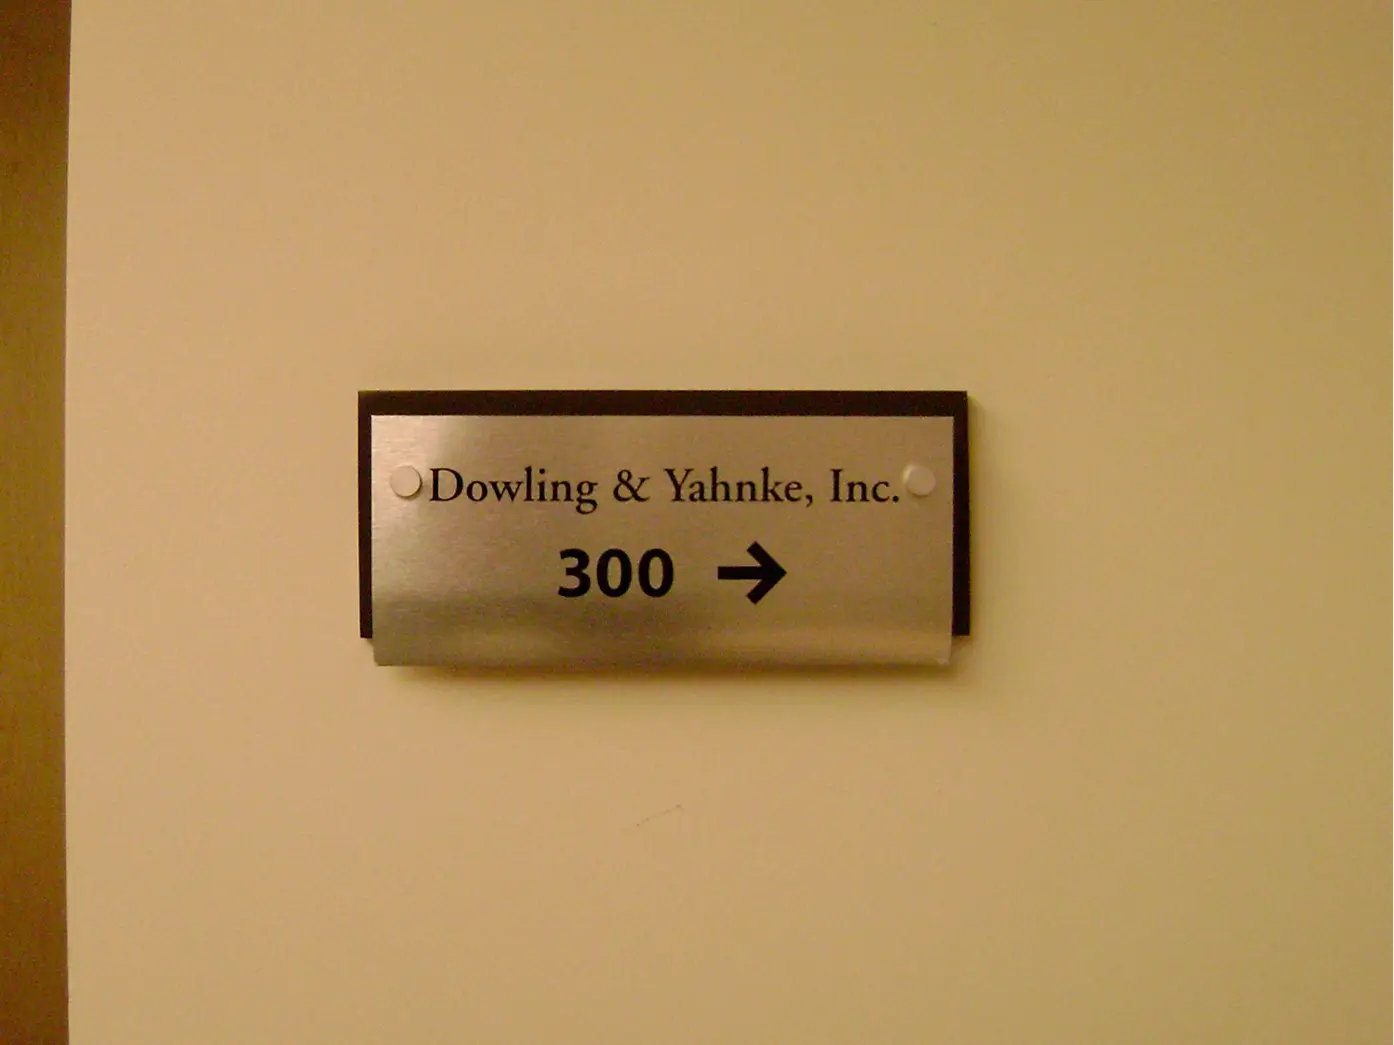 Dowling & Yahnke, Inc.
300 →